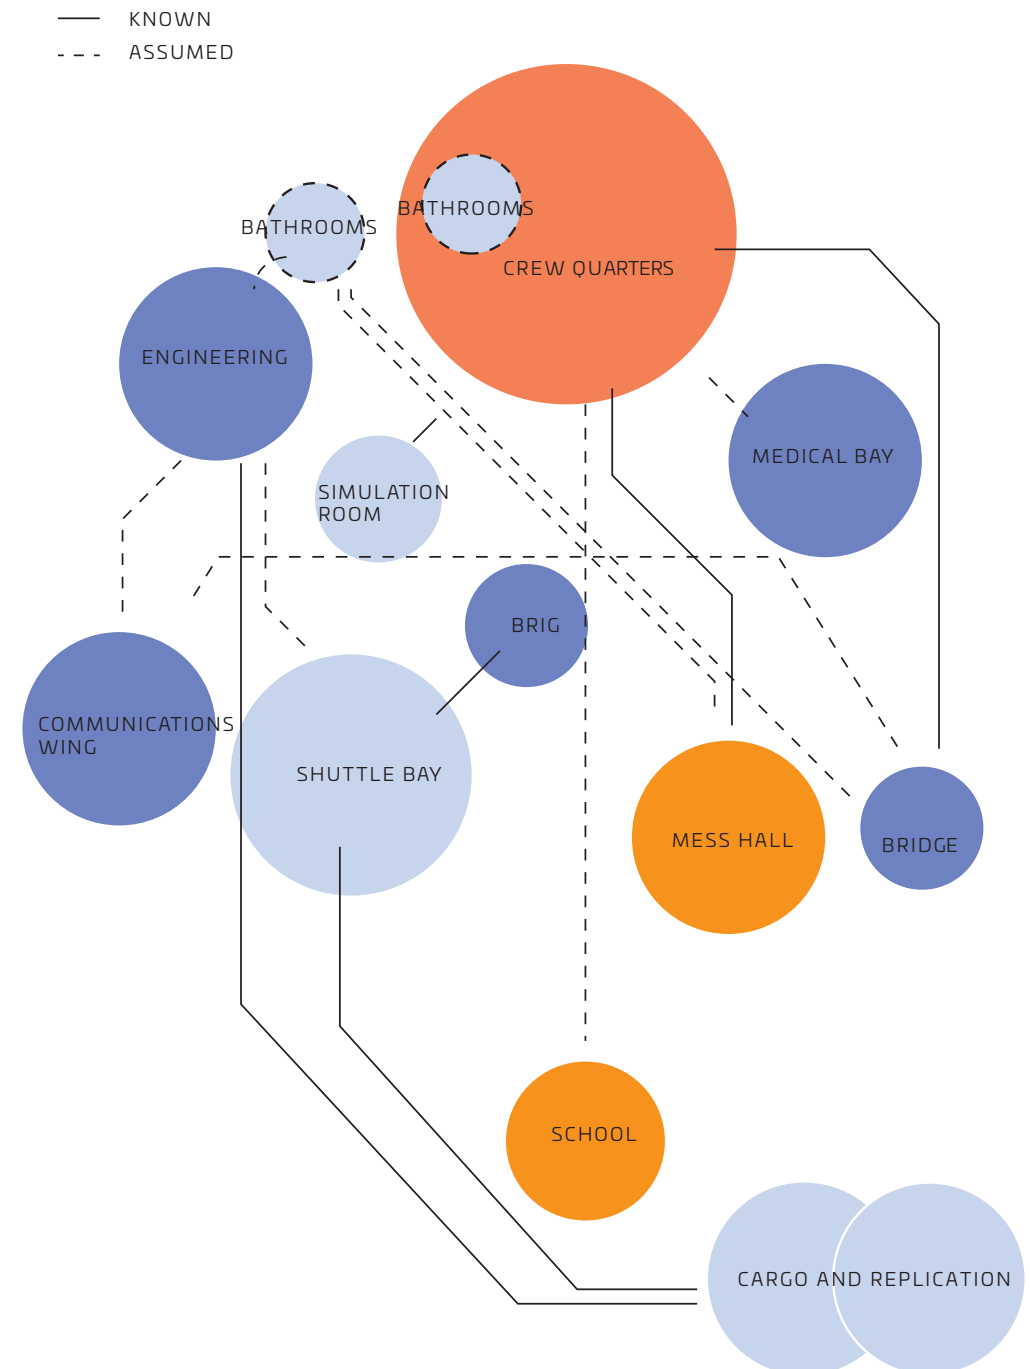 KNOWN
ASSUMED
BATHROOMS
BATHROOMS
CREW QUARTERS
ENGINEERING
MEDICAL BAY
SIMULATION
ROOM
BRIG
COMMUNICATIONS
WING
SHUTTLE BAY
MESS HALL
BRIDGE
SCHOOL
CARGO AND REPLICATION